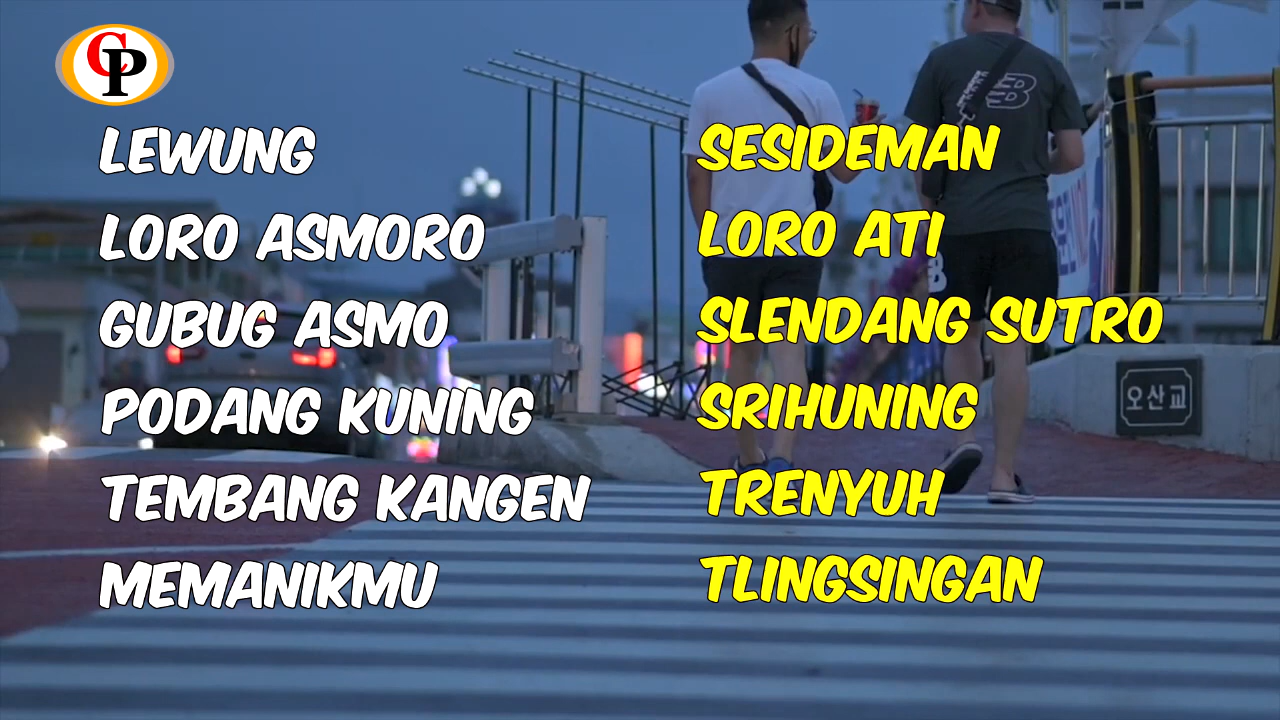 CP
LEWUNG
LORO ASMORO
GUBUG ASMO
PODANG KUNING
TEMBANG KANGEN
MEMANIKMU
SESIDEMAN
LORO ATI
SLENDANG SUTRO
SRIHUNING
TRENYUH
TLINGSINGAN
오산교